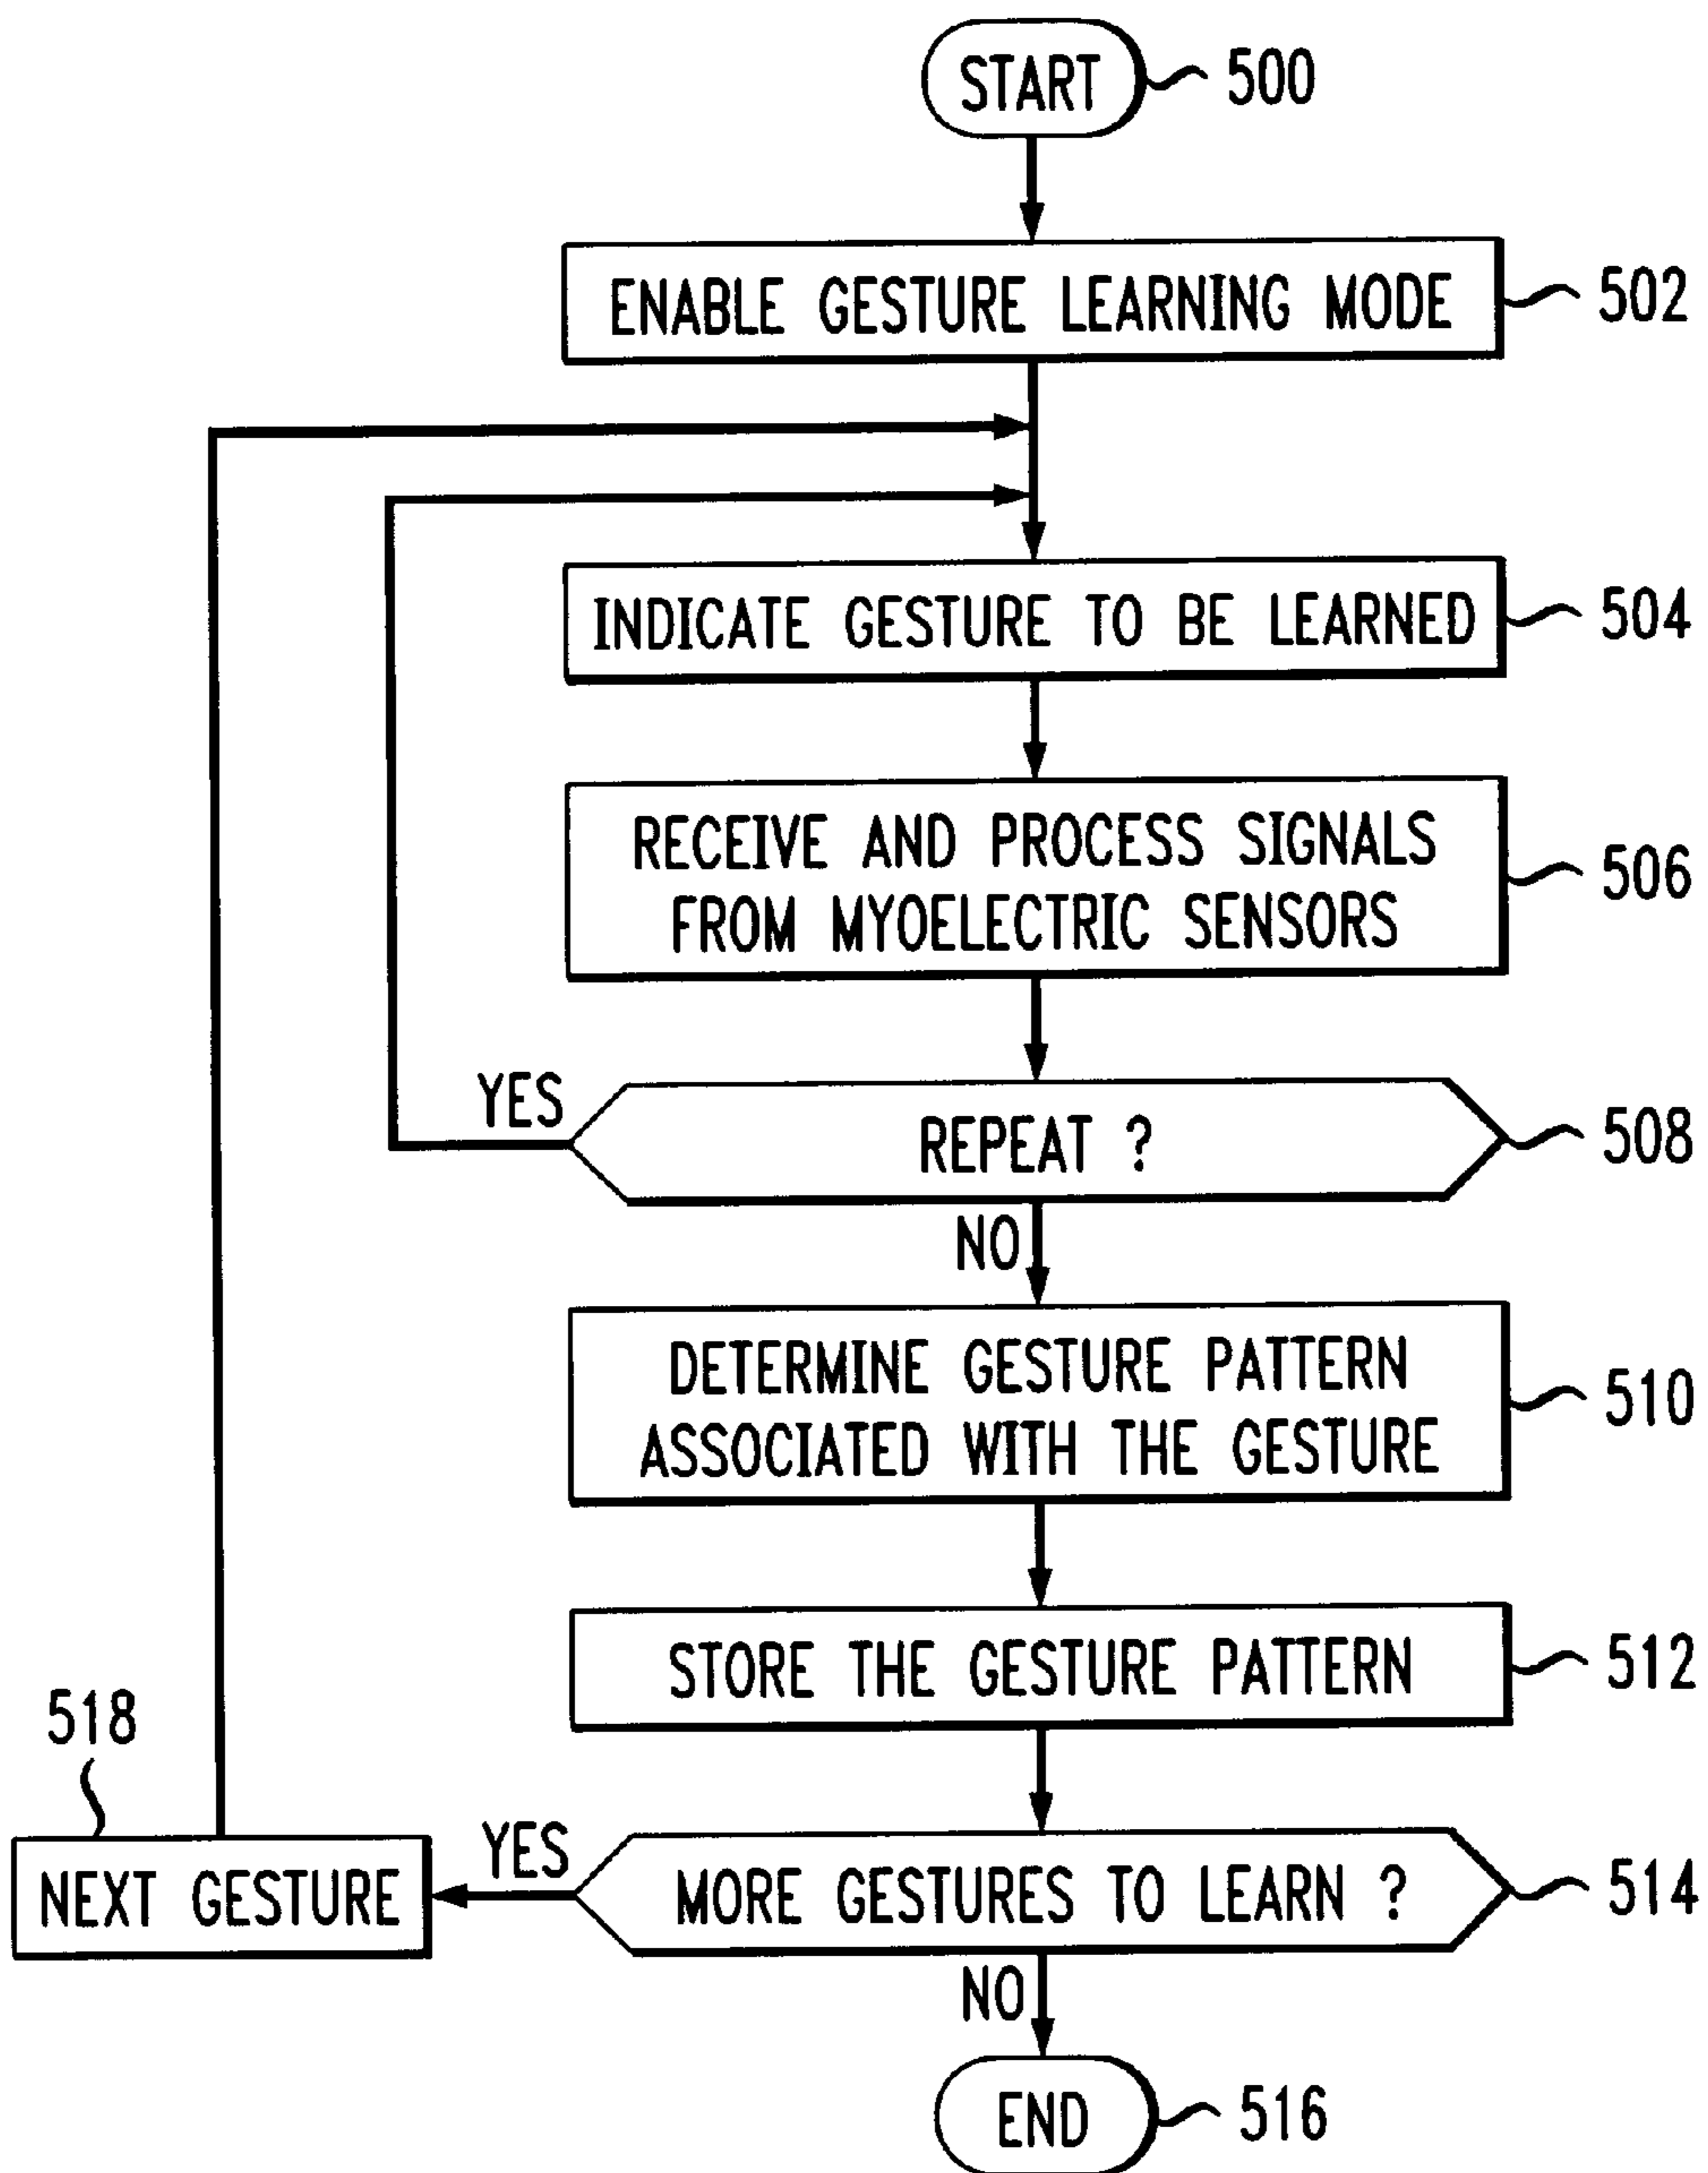 START
500
ENABLE GESTURE LEARNING MODE
502
INDICATE GESTURE TO BE LEARNED
504
RECEIVE AND PROCESS SIGNALS
FROM MYOELECTRIC SENSORS
506
YES
REPEAT ?
508
NO
DETERMINE GESTURE PATTERN
ASSOCIATED WITH THE GESTURE
510
STORE THE GESTURE PATTERN
512
518
NEXT GESTURE
YES
MORE GESTURES TO LEARN ?
514
NO
END
516